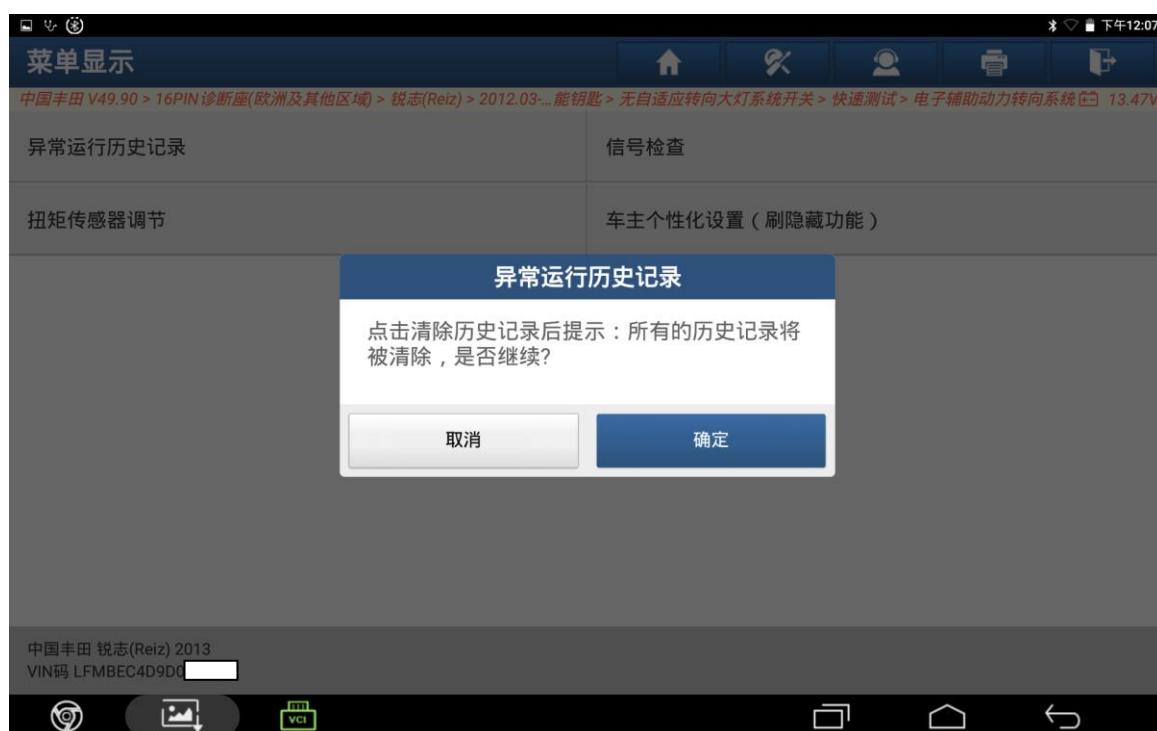 下午12:07
菜单显示
中国丰田 V49.90 > 16PIN诊断座(欧洲及其他区域) > 锐志(Reiz) > 2012.03-...能钥匙 > 无自适应转向大灯系统开关 > 快速测试 > 电子辅助动力转向系统 13.47V
异常运行历史记录
信号检查
扭矩传感器调节
车主个性化设置（刷隐藏功能）
异常运行历史记录
点击清除历史记录后提示：所有的历史记录将
被清除，是否继续?
取消
确定
中国丰田 锐志(Reiz) 2013
VIN码 LFMBEC4D9D0
VCI